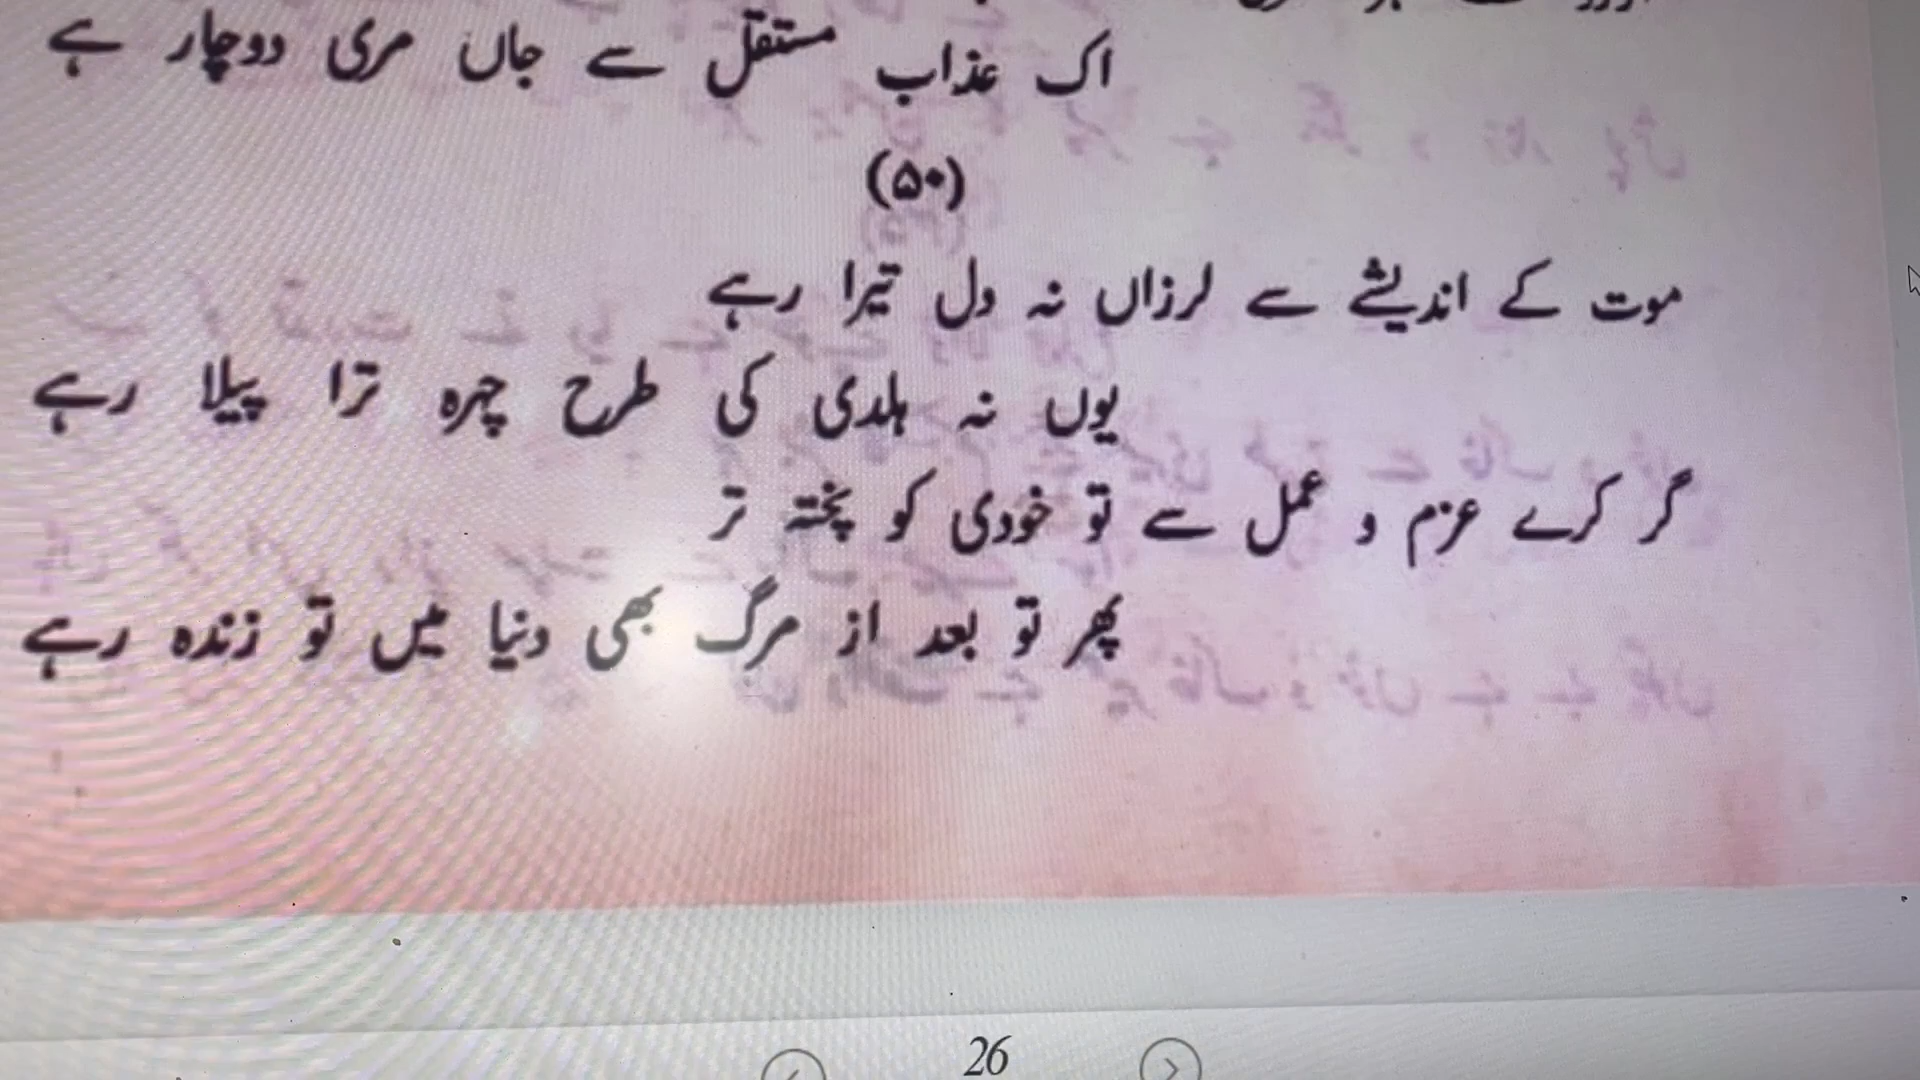 اک عذاب مستقل سے جاں مری دوچار ہے
(۵۰)
موت کے اندیشے سے لرزاں نہ دل تیرا رہے
یوں نہ ہلدی کی طرح چہرہ ترا پیلا رہے
گر کرے عزم و عمل سے تو خودی کو پختہ تر
پھر تو بعد از مرگ بھی دنیا میں تو زندہ رہے
26